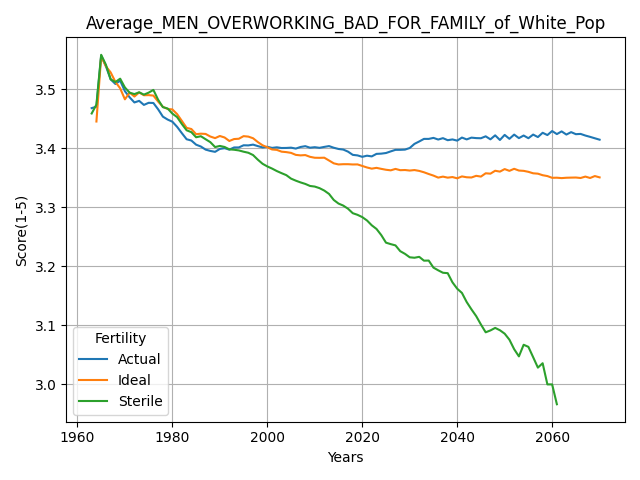 Average_MEN_OVERWORKING_BAD_FOR_FAMILY_of_White_Pop
Score(1-5)
3.5
3.4
3.3
3.2
3.1
3.0
Fertility
Actual
Ideal
Sterile
1960 1980 2000 2020 2040 2060
Years